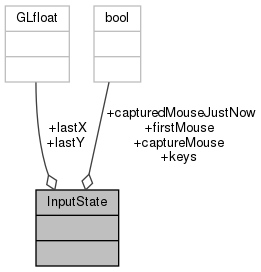 GLfloat
bool
+lastX
+lastY
+capturedMouseJustNow
+firstMouse
+captureMouse
+keys
InputState